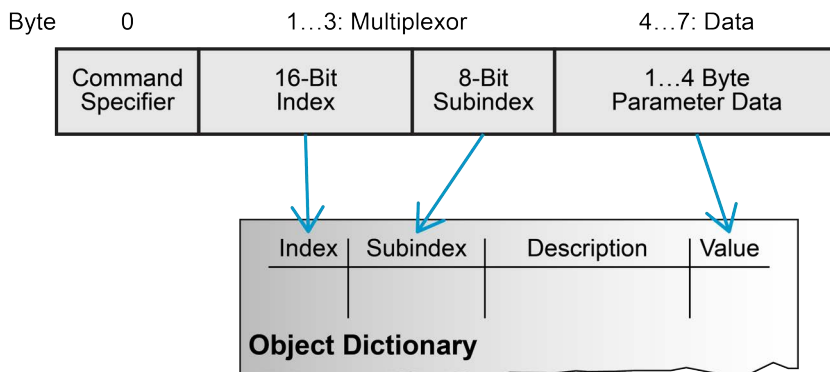 Byte 0 1…3: Multiplexor 4…7: Data
Command Specifier
16-Bit Index
8-Bit Subindex
1…4 Byte Parameter Data
Index Subindex Description Value
Object Dictionary